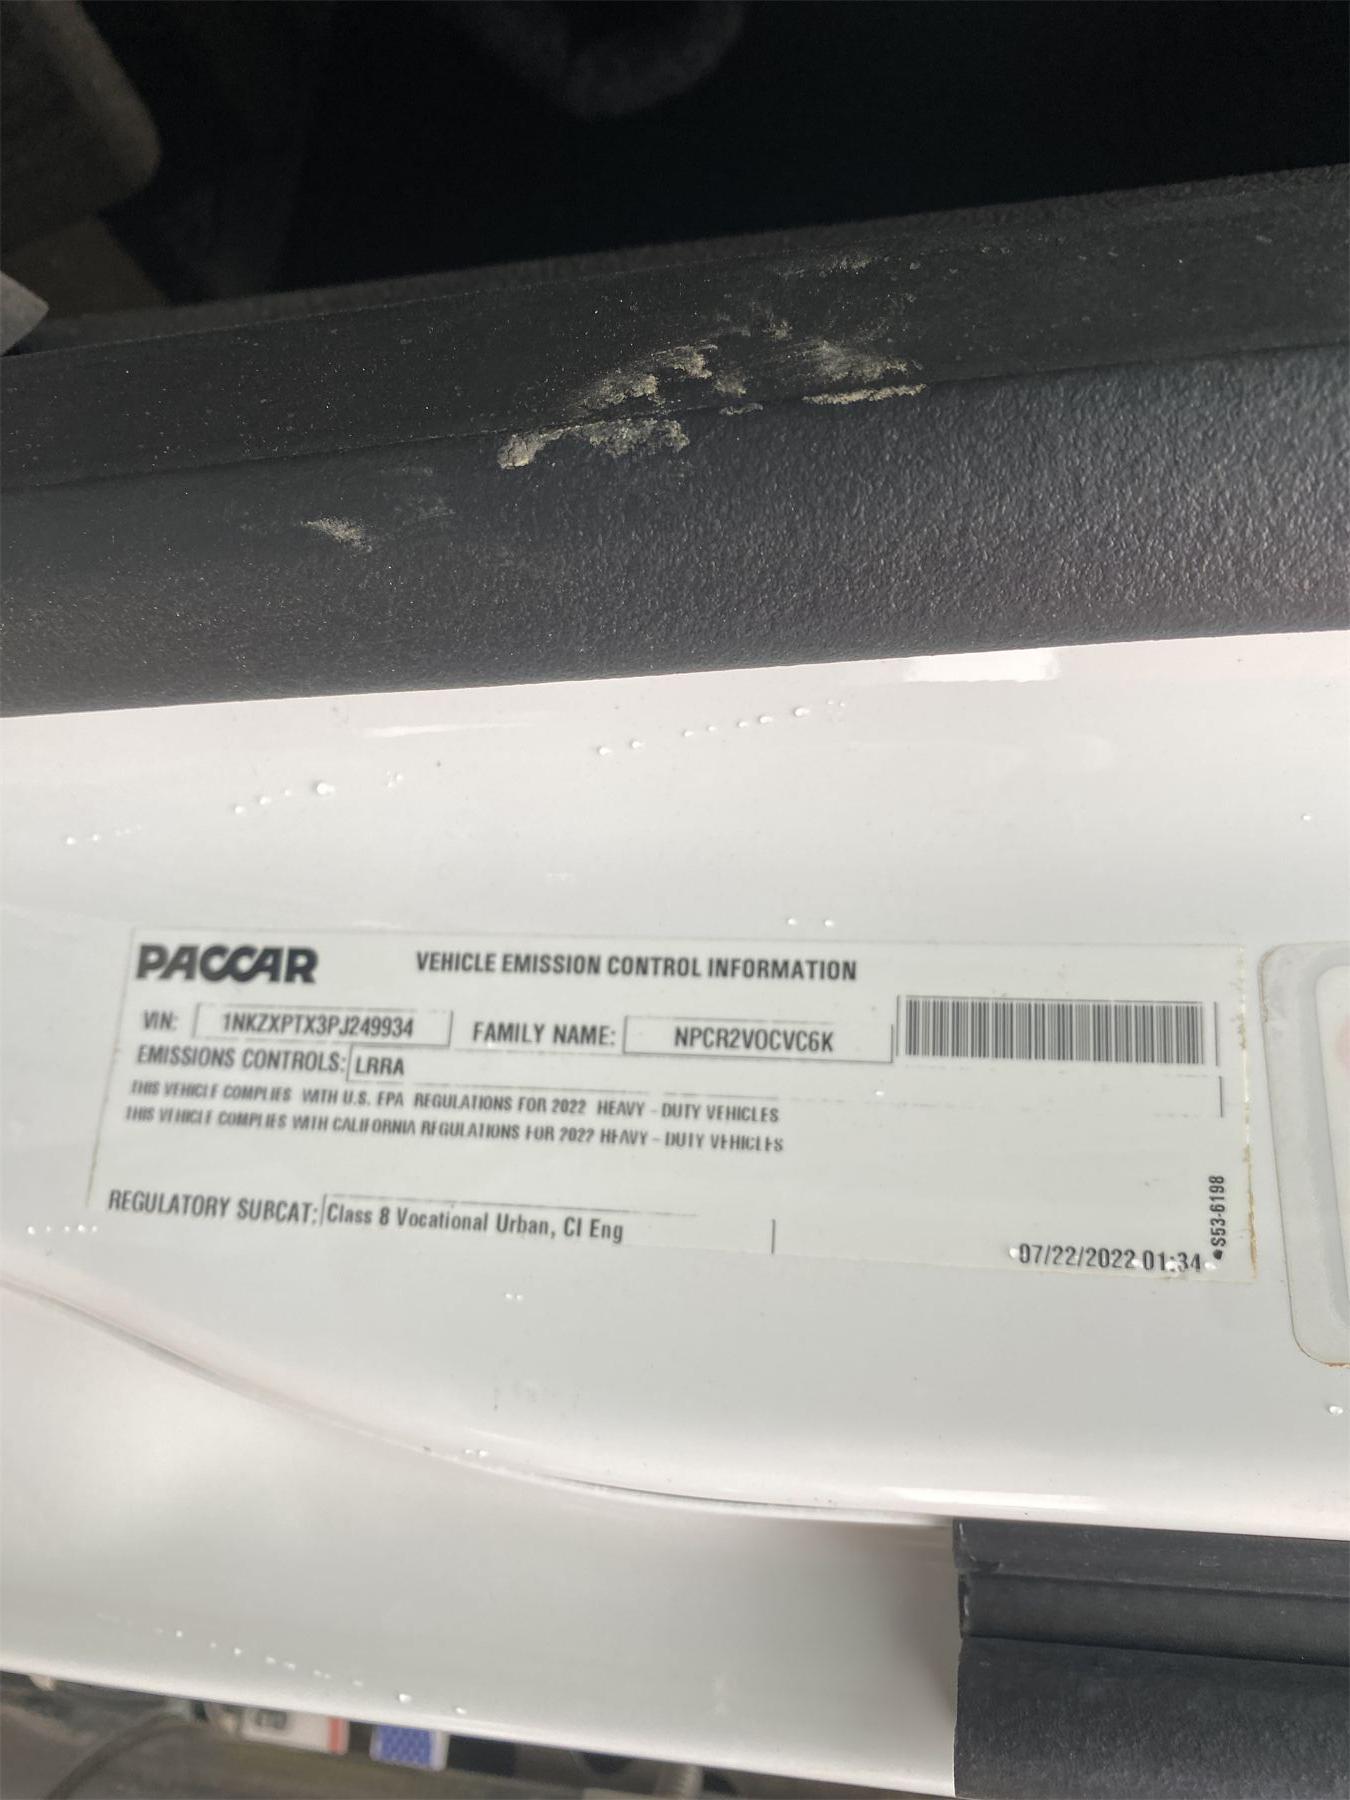 PACCAR VEHICLE EMISSION CONTROL INFORMATION
VIN: 1NKZXPTX3PJ249934 FAMILY NAME: NPCR2VOCVC6K
EMISSIONS CONTROLS: LRRA
THIS VEHICLE COMPLIES WITH U.S. EPA REGULATIONS FOR 2022 HEAVY - DUTY VEHICLES
THIS VEHICLE COMPLIES WITH CALIFORNIA REGULATIONS FOR 2022 HEAVY - DUTY VEHICLES
REGULATORY SUBCAT: Class 8 Vocational Urban, CI Eng
07/22/2022 01:34
S53-6198